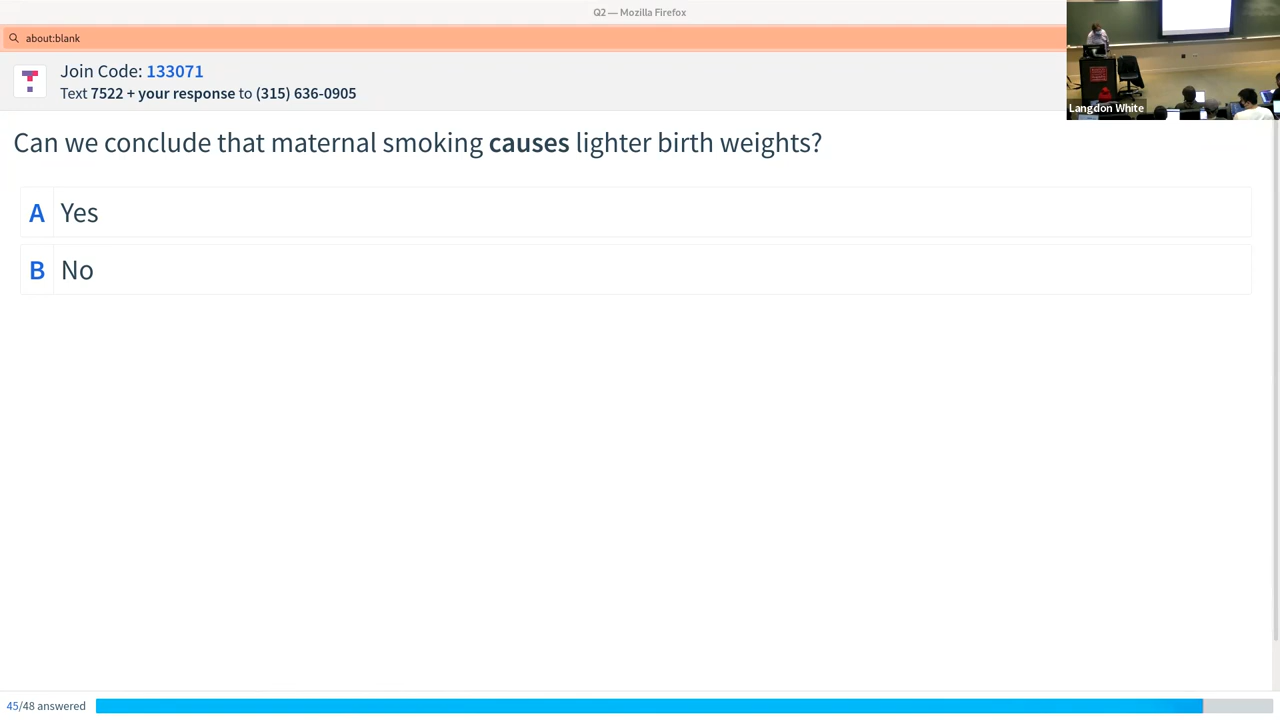 Q2 — Mozilla Firefox
about:blank
Join Code: 133071
Text 7522 + your response to (315) 636-0905
Langdon White
Can we conclude that maternal smoking causes lighter birth weights?
A Yes
B No
45/48 answered